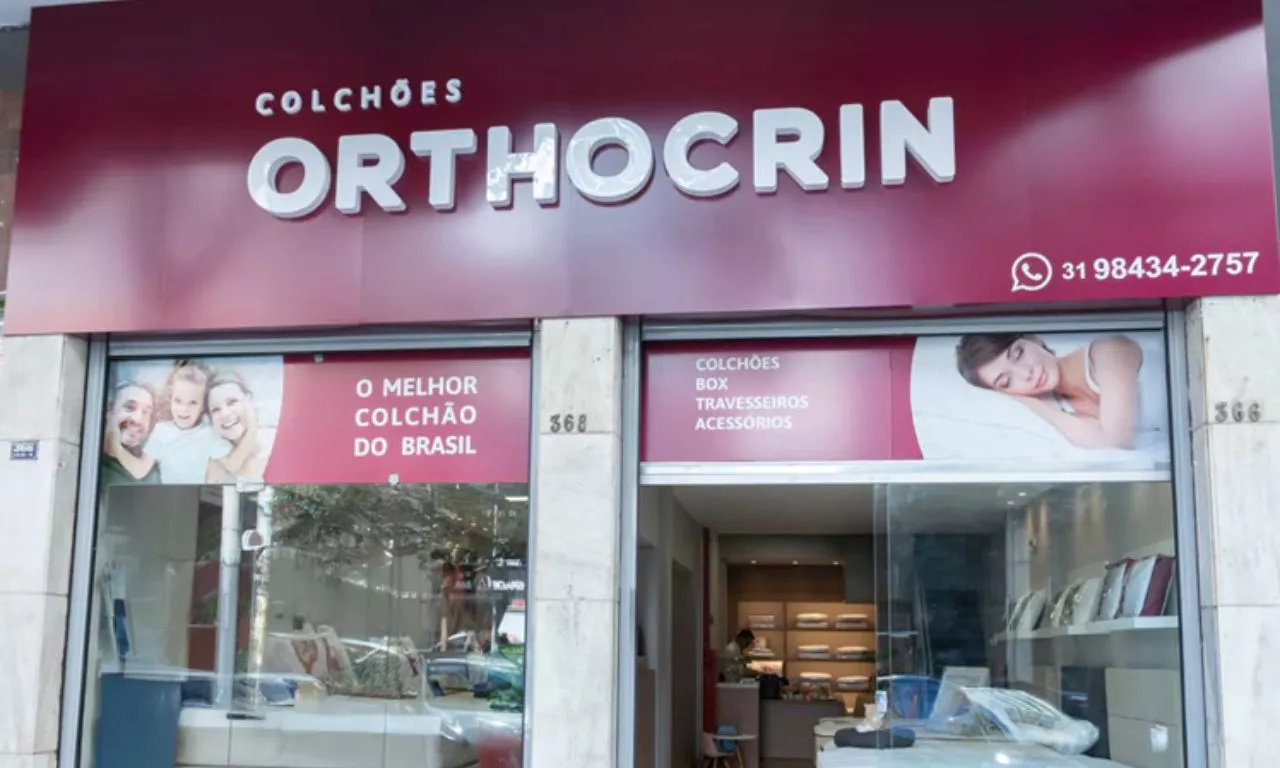 COLCHÕES
ORTHOCRIN
31 98434-2757
O MELHOR
COLCHÃO
DO BRASIL
COLCHÕES
BOX
TRAVESSEIROS
ACESSÓRIOS
368
366